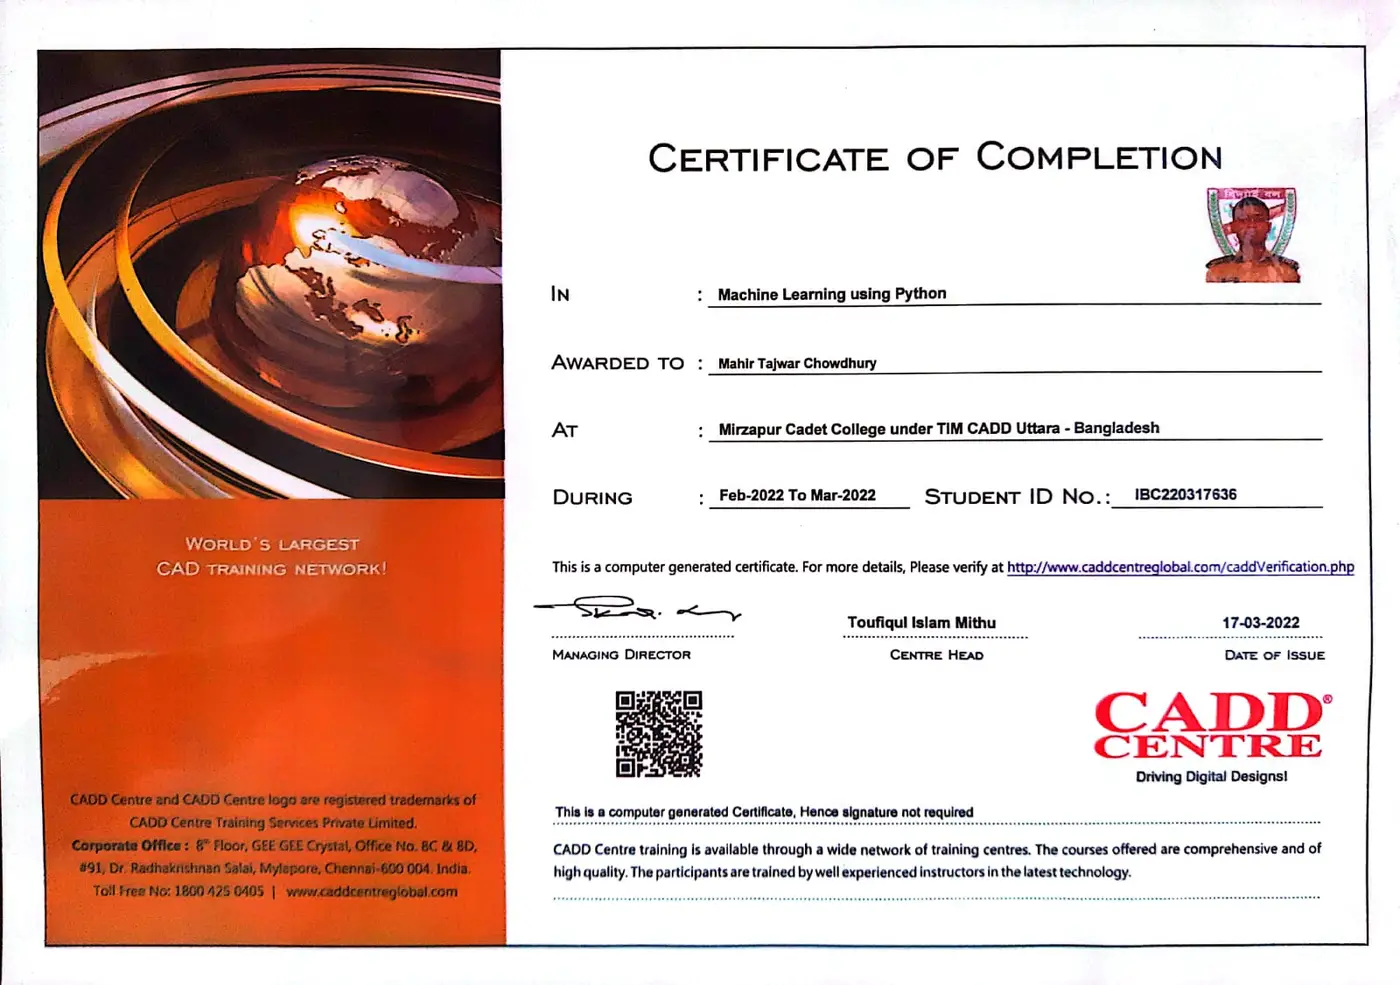 CERTIFICATE OF COMPLETION
IN : Machine Learning using Python
AWARDED TO : Mahir Tajwar Chowdhury
AT : Mirzapur Cadet College under TIM CADD Uttara - Bangladesh
DURING : Feb-2022 To Mar-2022 STUDENT ID NO.: IBC220317636
This is a computer generated certificate. For more details, Please verify at http://www.caddcentreglobal.com/caddVerification.php
Toufiqul Islam Mithu 17-03-2022
MANAGING DIRECTOR CENTRE HEAD DATE OF ISSUE
CADD®
CENTRE
Driving Digital Designs!
This is a computer generated Certificate, Hence signature not required
CADD Centre training is available through a wide network of training centres. The courses offered are comprehensive and of
high quality. The participants are trained by well experienced instructors in the latest technology.
WORLD'S LARGEST
CAD TRAINING NETWORK!
CADD Centre and CADD Centre logo are registered trademarks of
CADD Centre Training Services Private Limited.
Corporate Office : 8th Floor, GEE GEE Crystal, Office No. 8C & 8D,
#91, Dr. Radhakrishnan Salai, Mylapore, Chennai-600 004. India.
Toll Free No: 1800 425 0405 | www.caddcentreglobal.com